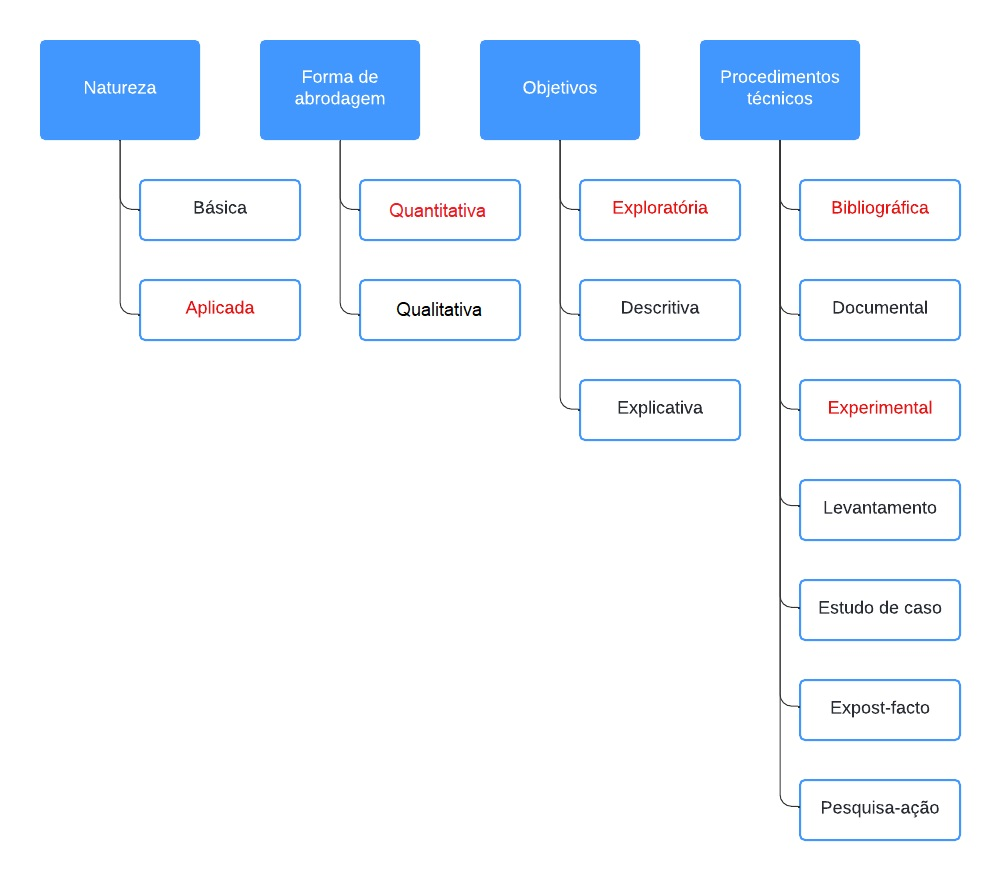 Natureza
Básica
Aplicada
Forma de
abrodagem
Quantitativa
Qualitativa
Objetivos
Exploratória
Descritiva
Explicativa
Procedimentos
técnicos
Bibliográfica
Documental
Experimental
Levantamento
Estudo de caso
Expost-facto
Pesquisa-ação